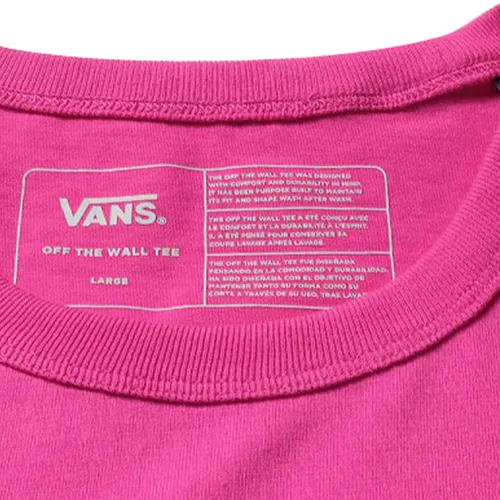 VANS®
OFF THE WALL TEE
LARGE
THE OFF THE WALL TEE WAS DESIGNED
WITH COMFORT AND DURABILITY IN MIND.
IT HAS BEEN PURPOSE BUILT TO MAINTAIN
ITS FIT AND SHAPE WASH AFTER WASH.
THE OFF THE WALL TEE A ÉTÉ CONÇU AVEC
LE CONFORT ET LA DURABILITÉ À L'ESPRIT.
IL A ÉTÉ PENSÉ POUR CONSERVER SA
COUPE LAVAGE APRÈS LAVAGE.
THE OFF THE WALL TEE FUE DISEÑADA
PENSANDO EN LA COMODIDAD Y DURABILIDAD.
HA SIDO DISEÑADA CON EL OBJETIVO DE
MANTENER TANTO SU FORMA COMO SU
CORTE A TRAVÉS DE SU USO, TRAS LAVA